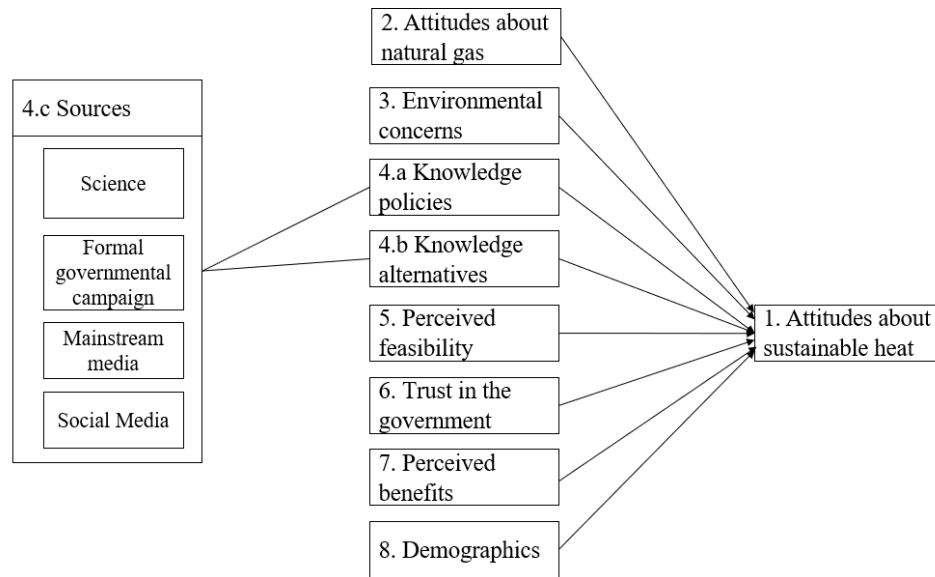 4.c Sources
Science
Formal
governmental
campaign
Mainstream
media
Social Media
2. Attitudes about
natural gas
3. Environmental
concerns
4.a Knowledge
policies
4.b Knowledge
alternatives
5. Perceived
feasibility
6. Trust in the
government
7. Perceived
benefits
8. Demographics
1. Attitudes about
sustainable heat